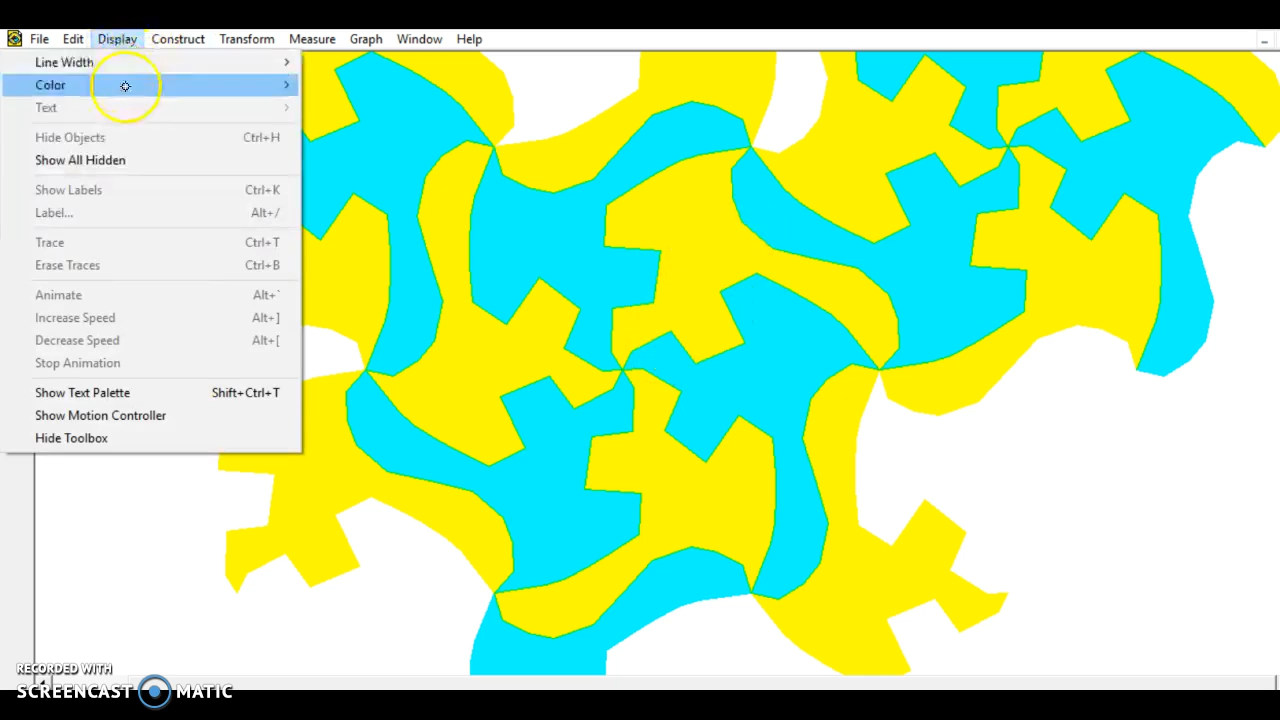 File Edit Display Construct Transform Measure Graph Window Help
Line Width
Color
Text
Hide Objects Ctrl+H
Show All Hidden
Show Labels Ctrl+K
Label... Alt+/
Trace Ctrl+T
Erase Traces Ctrl+B
Animate Alt+`
Increase Speed Alt+]
Decrease Speed Alt+[
Stop Animation
Show Text Palette Shift+Ctrl+T
Show Motion Controller
Hide Toolbox
RECORDED WITH
SCREENCAST MATIC